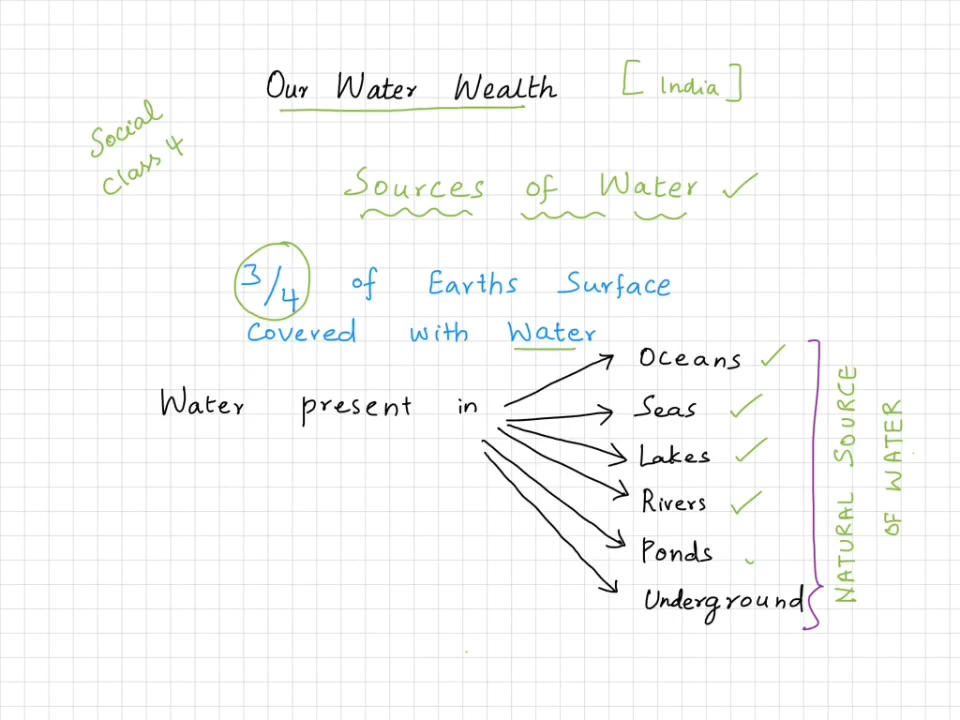 Our Water Wealth [India]
Social
Class 4
Sources of Water
3/4 of Earths Surface
Covered with Water
Water present in
Oceans
Seas
Lakes
Rivers
Ponds
Underground
NATURAL SOURCE
OF WATER